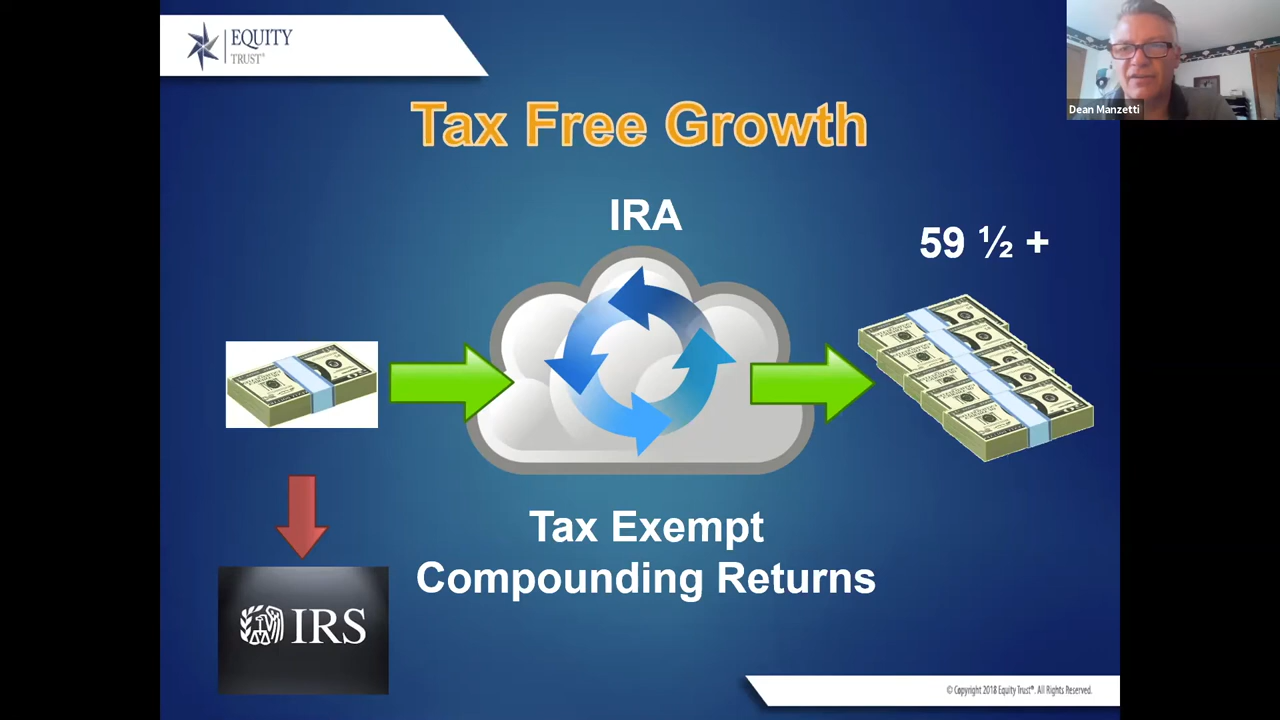 EQUITY
TRUST®
Dean Manzetti
Tax Free Growth
IRA
59 ½ +
Tax Exempt
Compounding Returns
IRS
© Copyright 2018 Equity Trust®. All Rights Reserved.